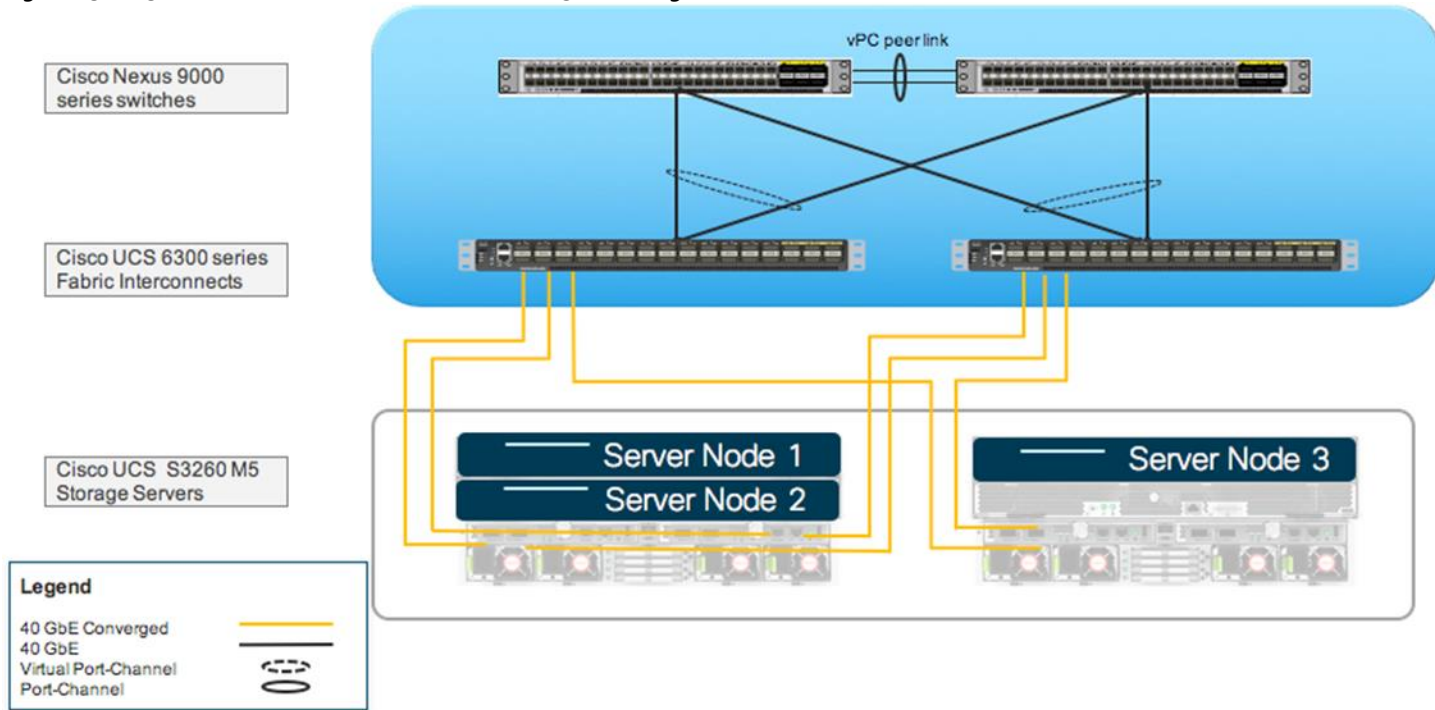 vPC peer link
Cisco Nexus 9000
series switches
Cisco UCS 6300 series
Fabric Interconnects
Cisco UCS S3260 M5
Storage Servers
Server Node 1
Server Node 2
Server Node 3
Legend
40 GbE Converged
40 GbE
Virtual Port-Channel
Port-Channel